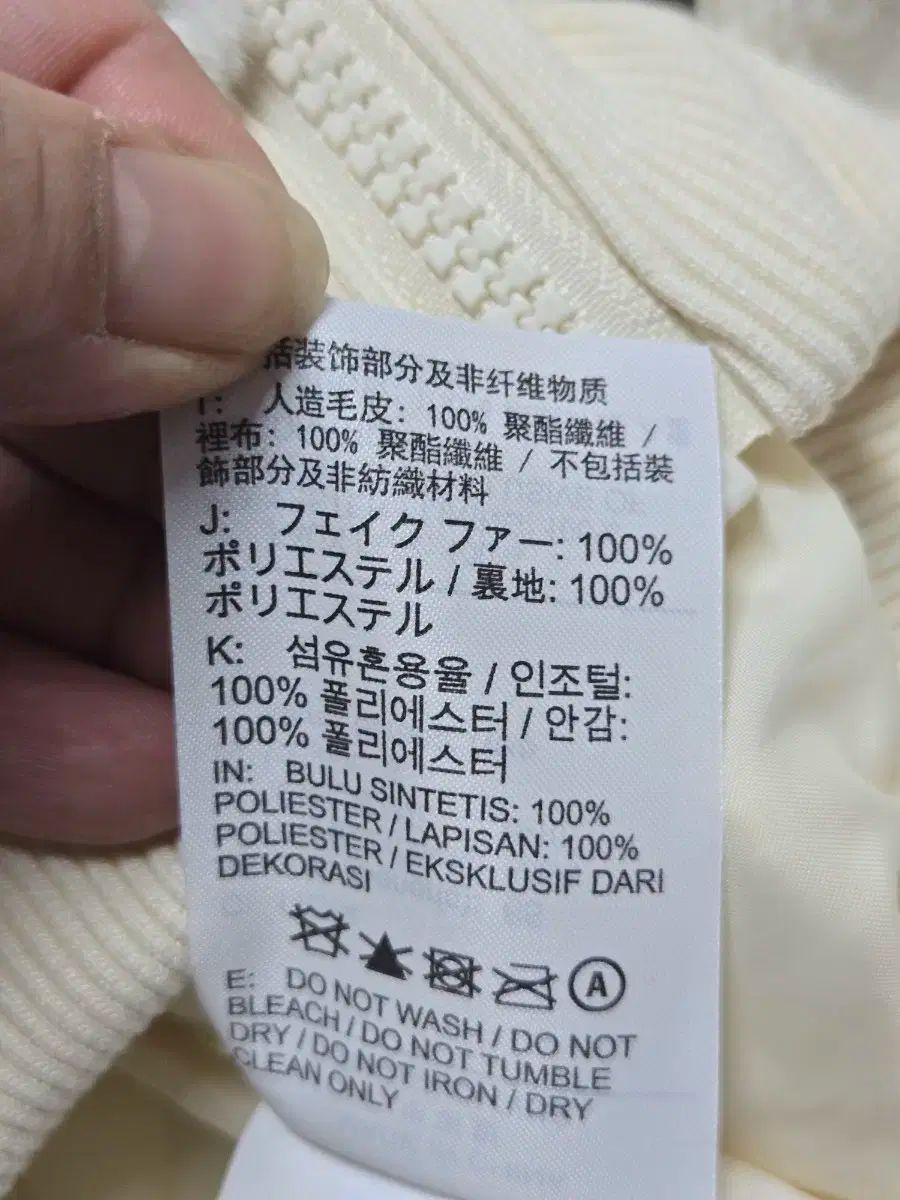 括装饰部分及非纤维物质
T: 人造毛皮: 100% 聚酯纖維 /
裡布: 100% 聚酯纖維 / 不包括裝
飾部分及非紡織材料
J: フェイク ファー: 100%
ポリエステル / 裏地: 100%
ポリエステル
K: 섬유혼용율 / 인조털:
100% 폴리에스터 / 안감:
100% 폴리에스터
IN: BULU SINTETIS: 100%
POLIESTER / LAPISAN: 100%
POLIESTER / EKSKLUSIF DARI
DEKORASI
A
E: DO NOT WASH / DO NOT
BLEACH / DO NOT TUMBLE
DRY / DO NOT IRON / DRY
CLEAN ONLY